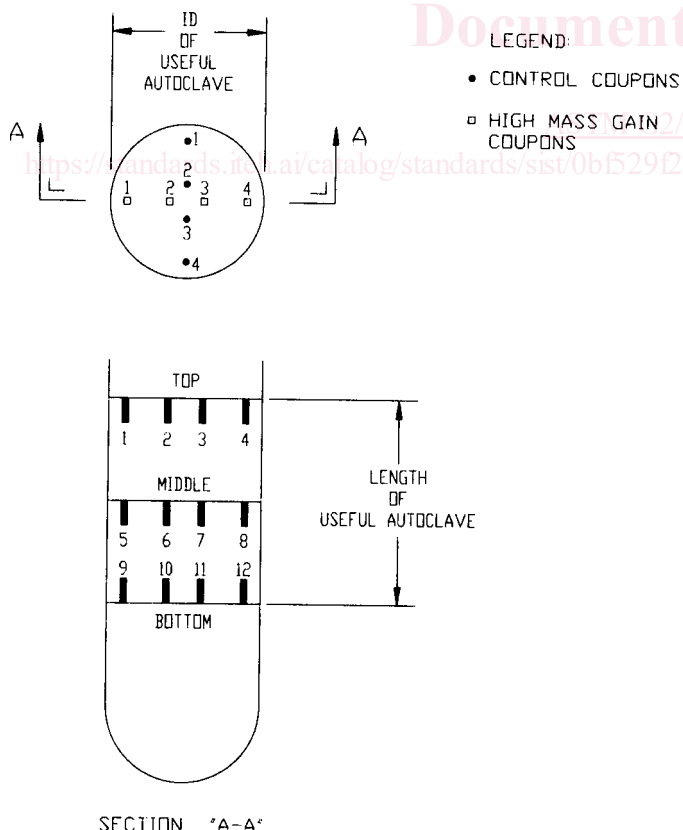 Document
ID
OF
USEFUL
AUTOCLAVE
LEGEND:
CONTROL COUPONS
HIGH MASS GAIN
COUPONS
A
A
https://standards.iteh.ai/catalog/standards/sist/0bf529f2
1
2
1 2 3 4
3
4
TOP
1 2 3 4
MIDDLE
5 6 7 8
9 10 11 12
BOTTOM
LENGTH
OF
USEFUL AUTOCLAVE
SECTION "A-A"